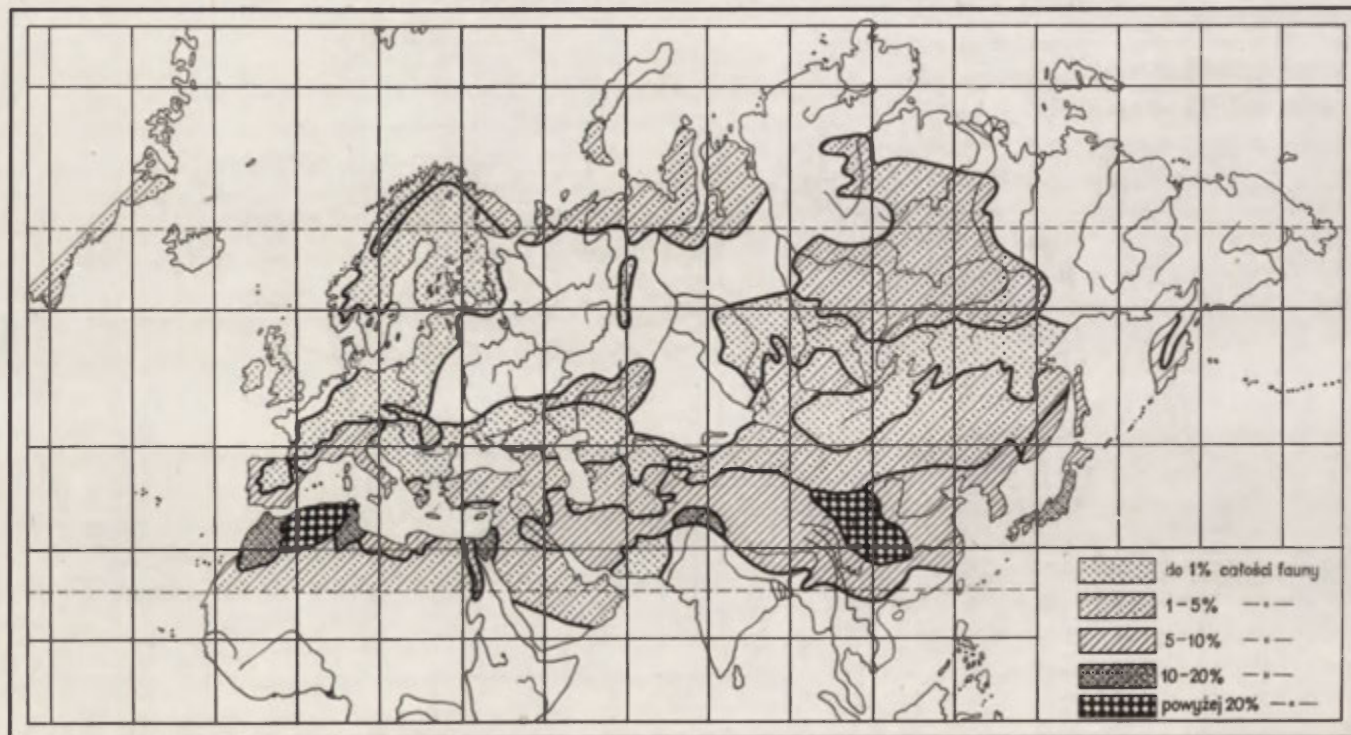 do 1% całości fauny
1–5% —"—
5–10% —"—
10–20% —"—
powyżej 20% —"—